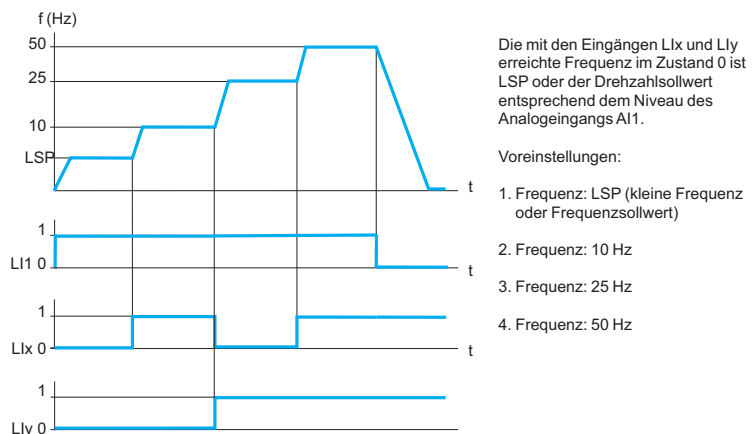 f (Hz)
50
25
10
LSP
t
1
LI1 0
t
1
LIx 0
t
1
LIy 0
Die mit den Eingängen LIx und LIy
erreichte Frequenz im Zustand 0 ist
LSP oder der Drehzahlsollwert
entsprechend dem Niveau des
Analogeingangs AI1.
Voreinstellungen:
1. Frequenz: LSP (kleine Frequenz
oder Frequenzsollwert)
2. Frequenz: 10 Hz
3. Frequenz: 25 Hz
4. Frequenz: 50 Hz